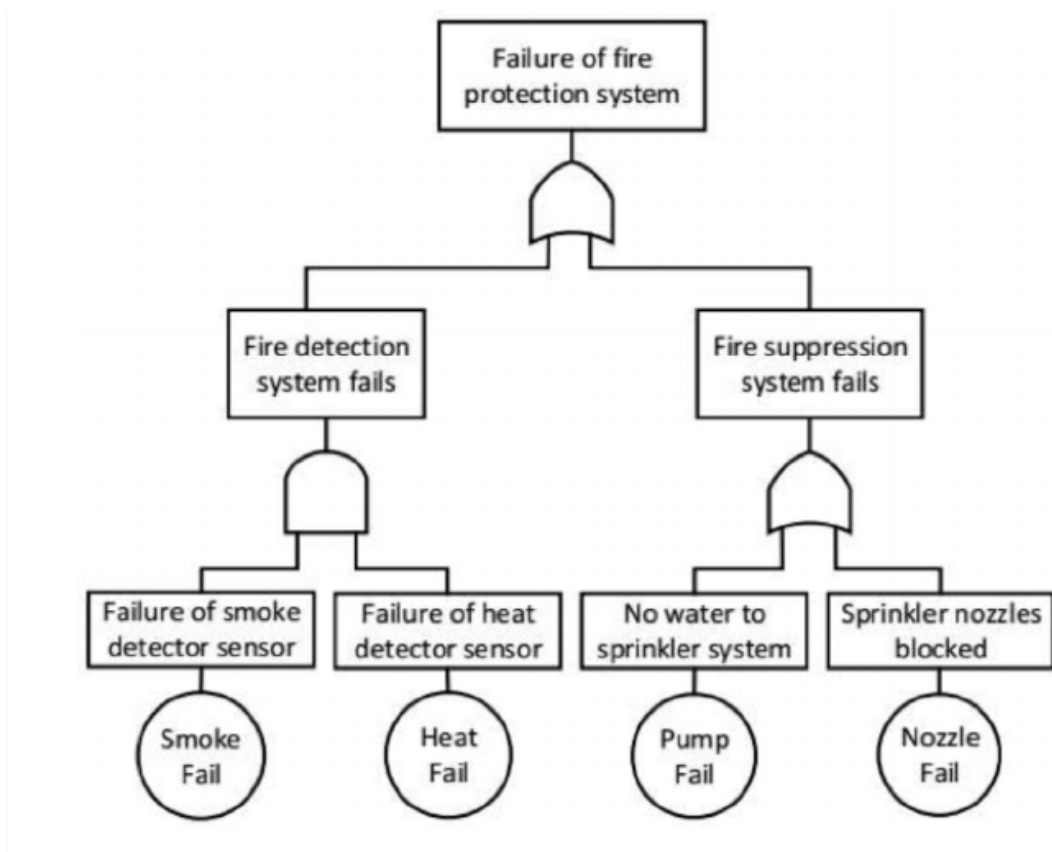 Failure of fire
protection system
Fire detection
system fails
Fire suppression
system fails
Failure of smoke
detector sensor
Failure of heat
detector sensor
No water to
sprinkler system
Sprinkler nozzles
blocked
Smoke
Fail
Heat
Fail
Pump
Fail
Nozzle
Fail